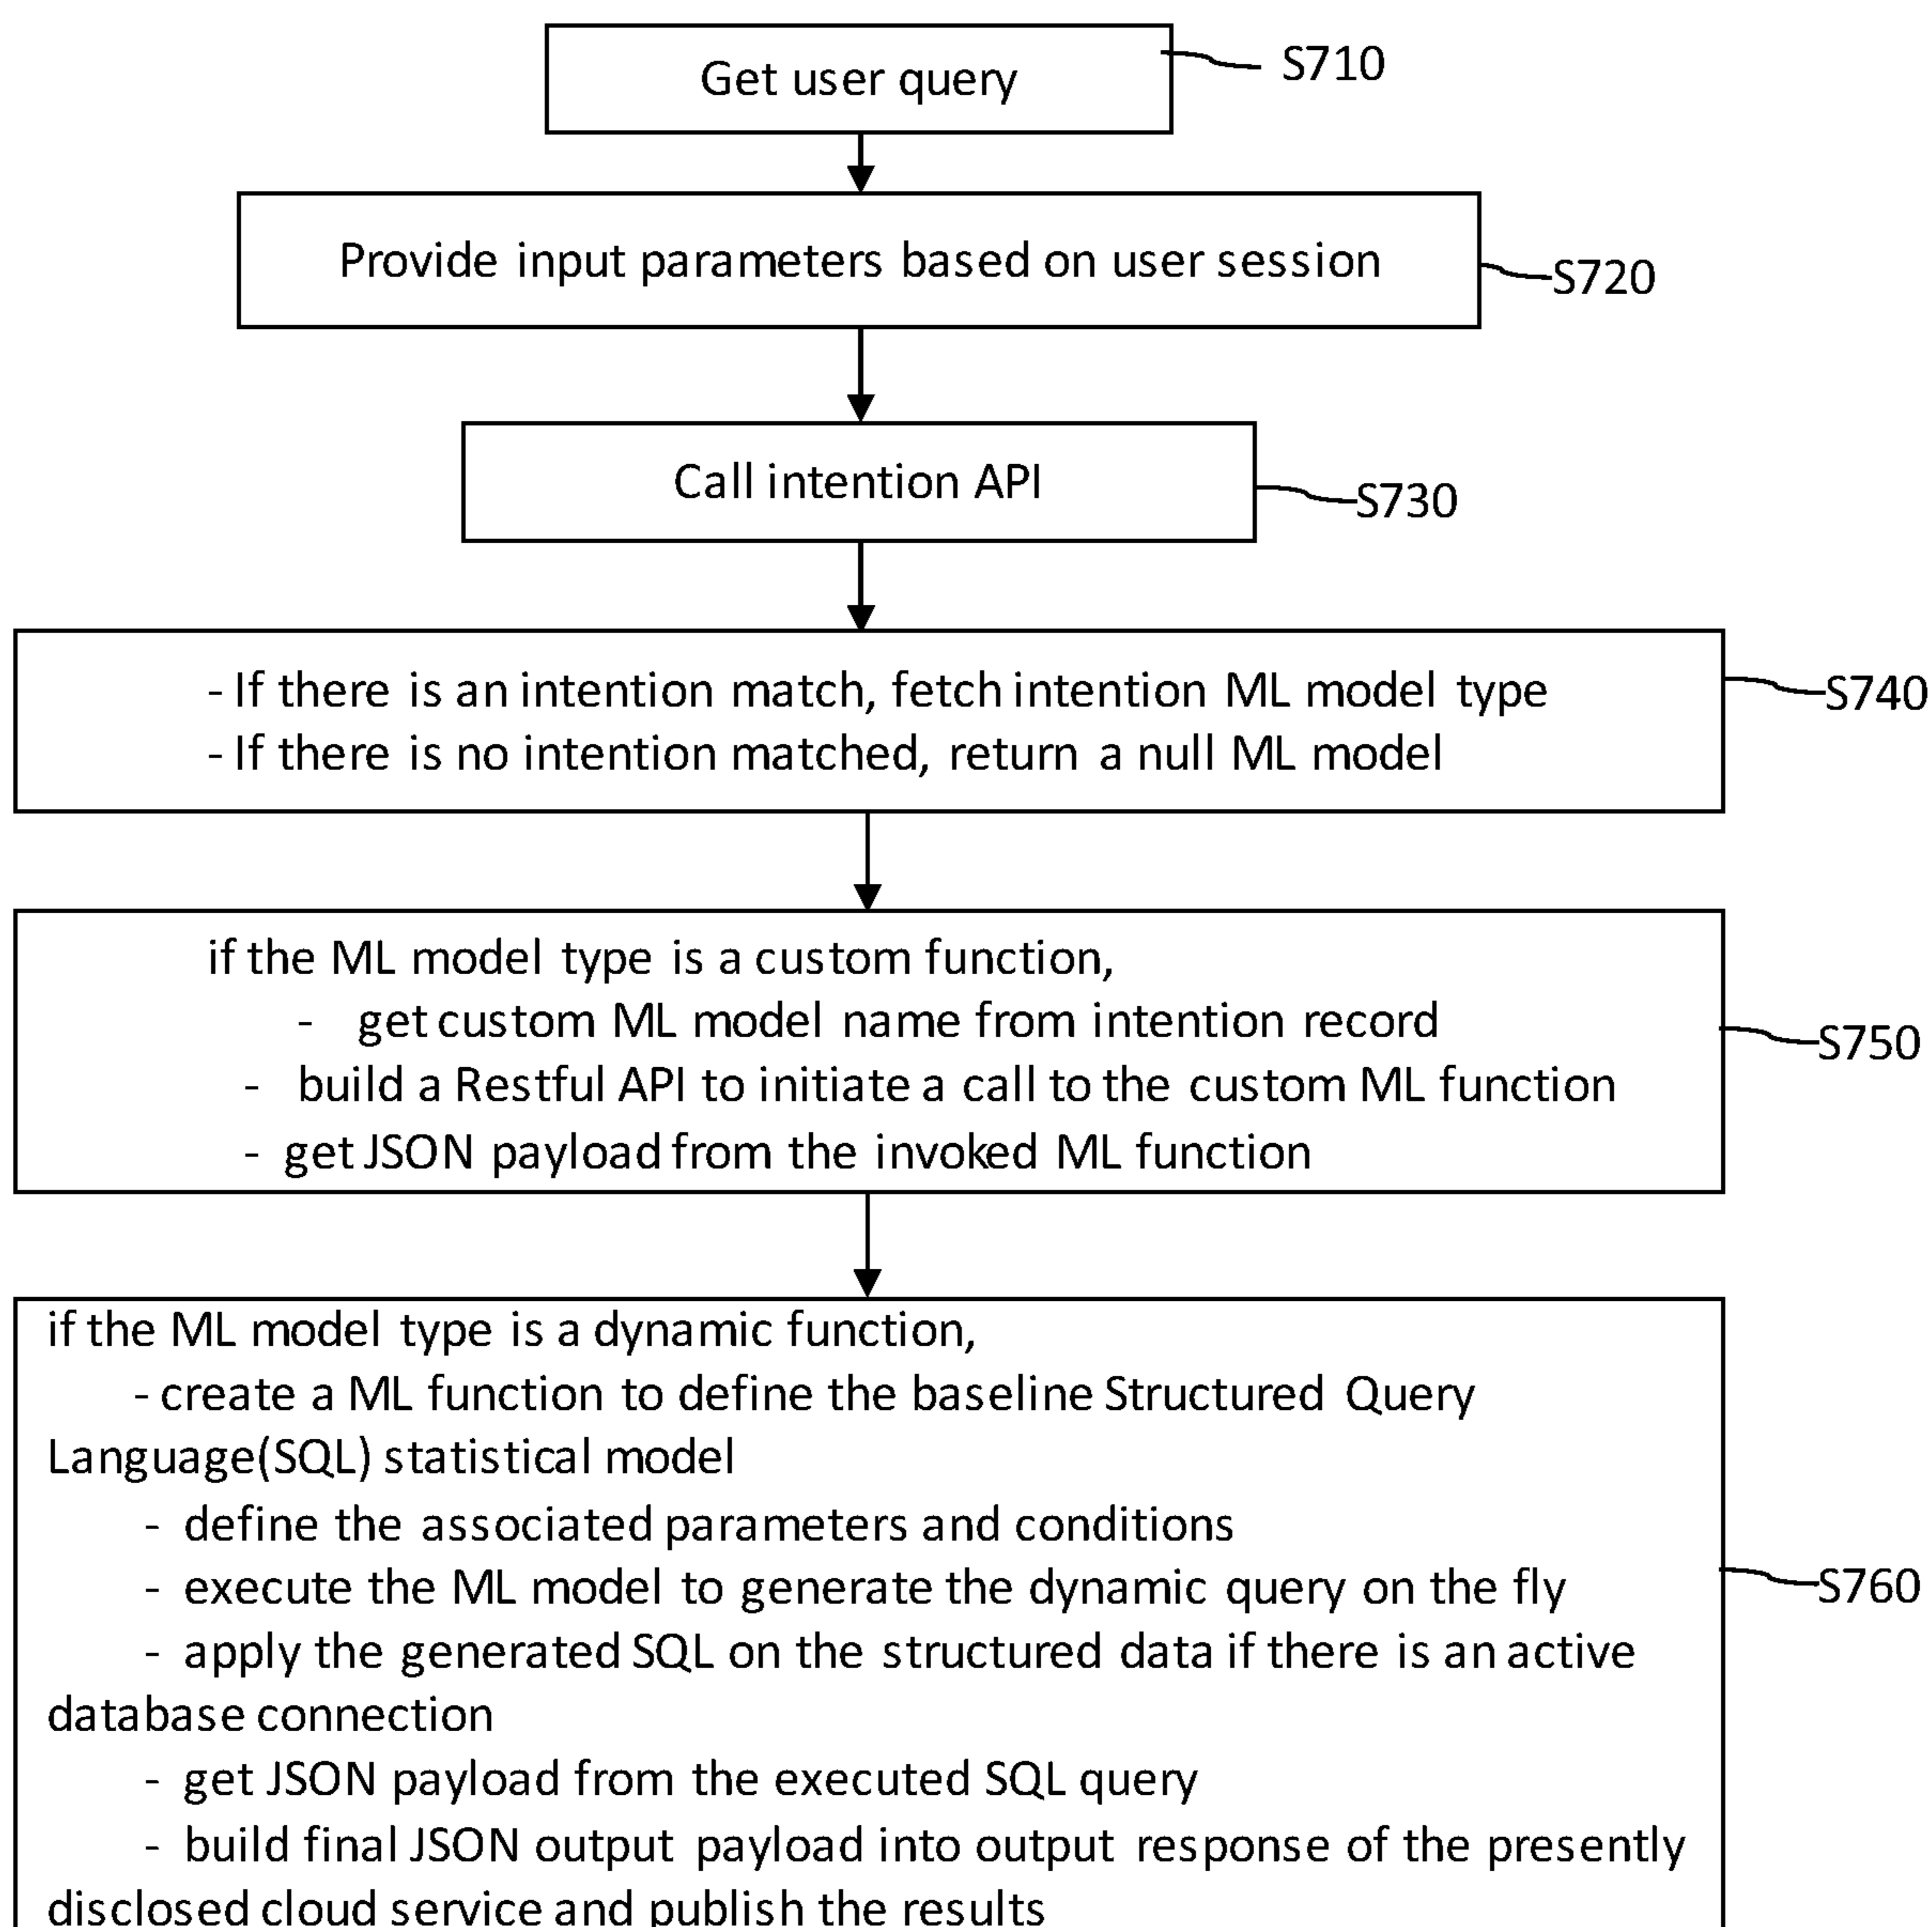 Get user query
S710
Provide input parameters based on user session
S720
Call intention API
S730
- If there is an intention match, fetch intention ML model type
- If there is no intention matched, return a null ML model
S740
if the ML model type is a custom function,
- get custom ML model name from intention record
- build a Restful API to initiate a call to the custom ML function
- get JSON payload from the invoked ML function
S750
if the ML model type is a dynamic function,
- create a ML function to define the baseline Structured Query
Language(SQL) statistical model
- define the associated parameters and conditions
- execute the ML model to generate the dynamic query on the fly
- apply the generated SQL on the structured data if there is an active
database connection
- get JSON payload from the executed SQL query
- build final JSON output payload into output response of the presently
disclosed cloud service and publish the results
S760